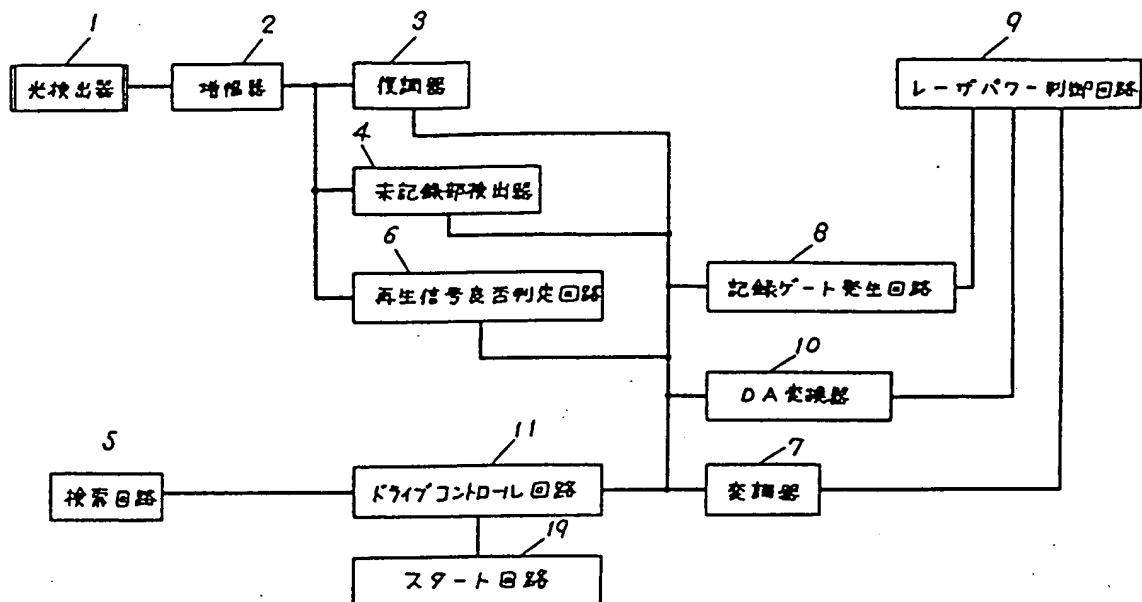 1
光検出器
2
増幅器
3
復調器
4
未記録部検出器
6
再生信号良否判定回路
9
レーザパワー制御回路
8
記録ゲート発生回路
10
DA変換器
7
変調器
5
検索回路
11
ドライブコントロール回路
19
スタート回路